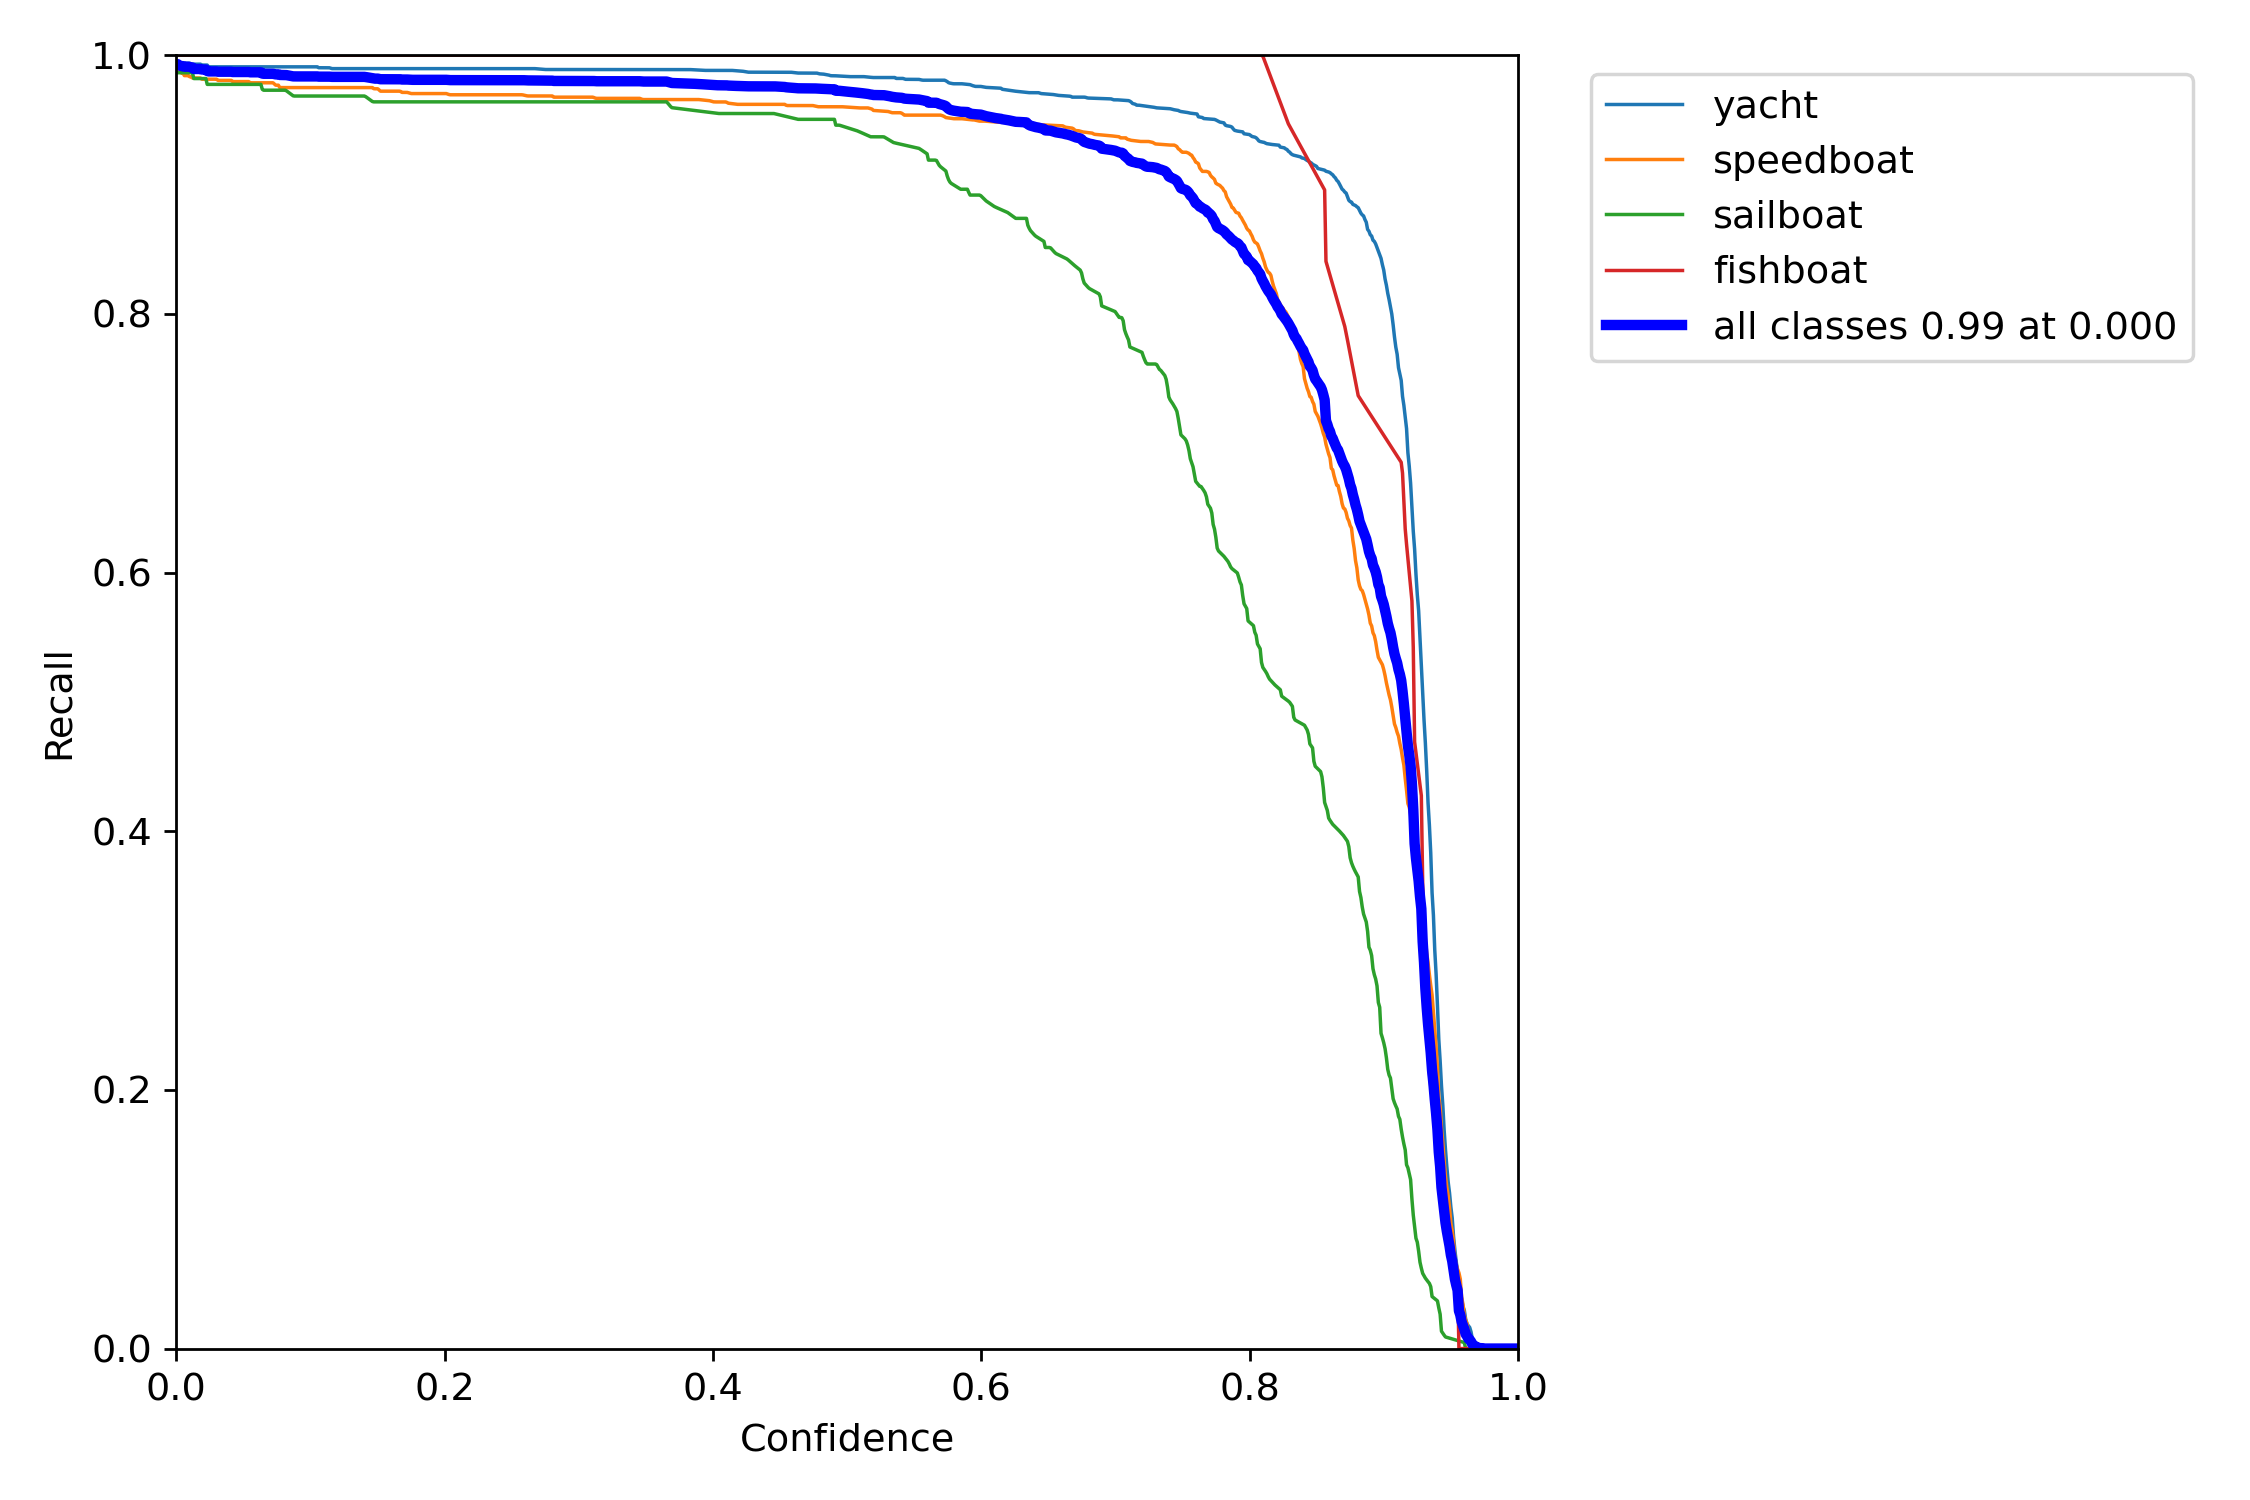 1.0
0.8
0.6
0.4
0.2
0.0
Recall
0.0 0.2 0.4 0.6 0.8 1.0
Confidence
yacht
speedboat
sailboat
fishboat
all classes 0.99 at 0.000